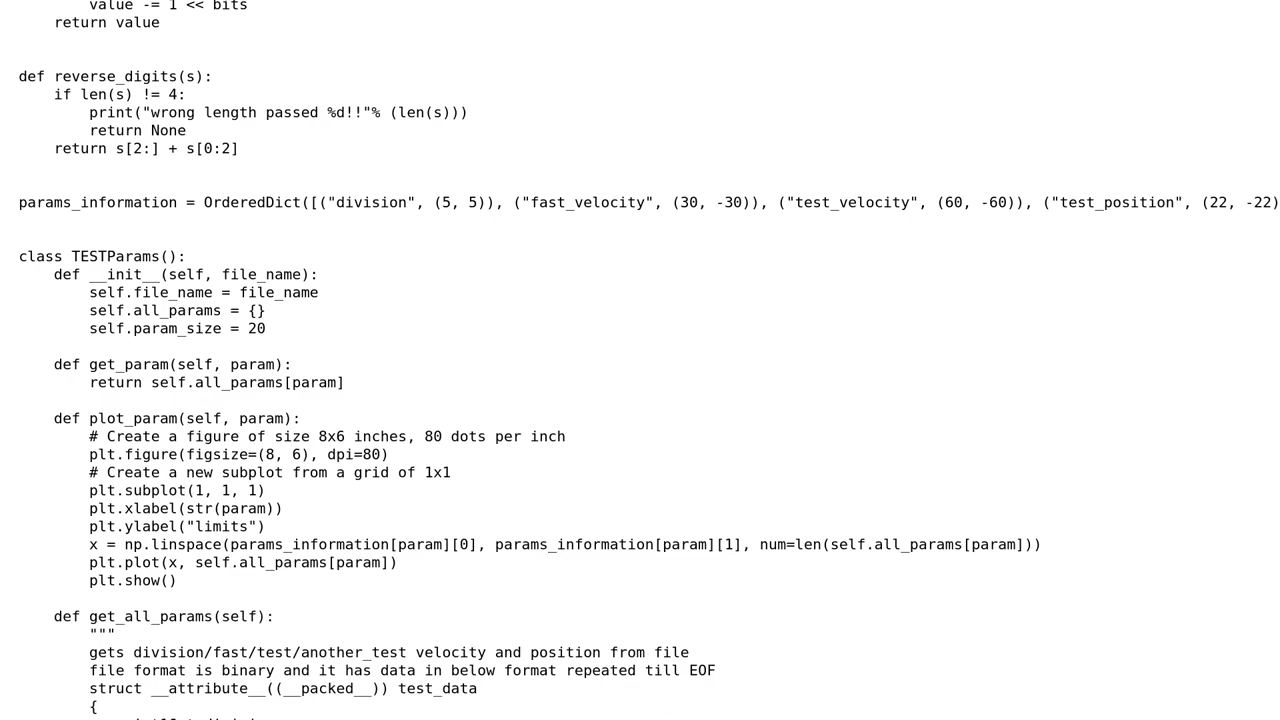 value -= 1 << bits
    return value


def reverse_digits(s):
    if len(s) != 4:
        print("wrong length passed %d!!"% (len(s)))
        return None
    return s[2:] + s[0:2]


params_information = OrderedDict([("division", (5, 5)), ("fast_velocity", (30, -30)), ("test_velocity", (60, -60)), ("test_position", (22, -22)


class TESTParams():
    def __init__(self, file_name):
        self.file_name = file_name
        self.all_params = {}
        self.param_size = 20

    def get_param(self, param):
        return self.all_params[param]

    def plot_param(self, param):
        # Create a figure of size 8x6 inches, 80 dots per inch
        plt.figure(figsize=(8, 6), dpi=80)
        # Create a new subplot from a grid of 1x1
        plt.subplot(1, 1, 1)
        plt.xlabel(str(param))
        plt.ylabel("limits")
        x = np.linspace(params_information[param][0], params_information[param][1], num=len(self.all_params[param]))
        plt.plot(x, self.all_params[param])
        plt.show()

    def get_all_params(self):
        """
        gets division/fast/test/another_test velocity and position from file
        file format is binary and it has data in below format repeated till EOF
        struct __attribute__((__packed__)) test_data
        {